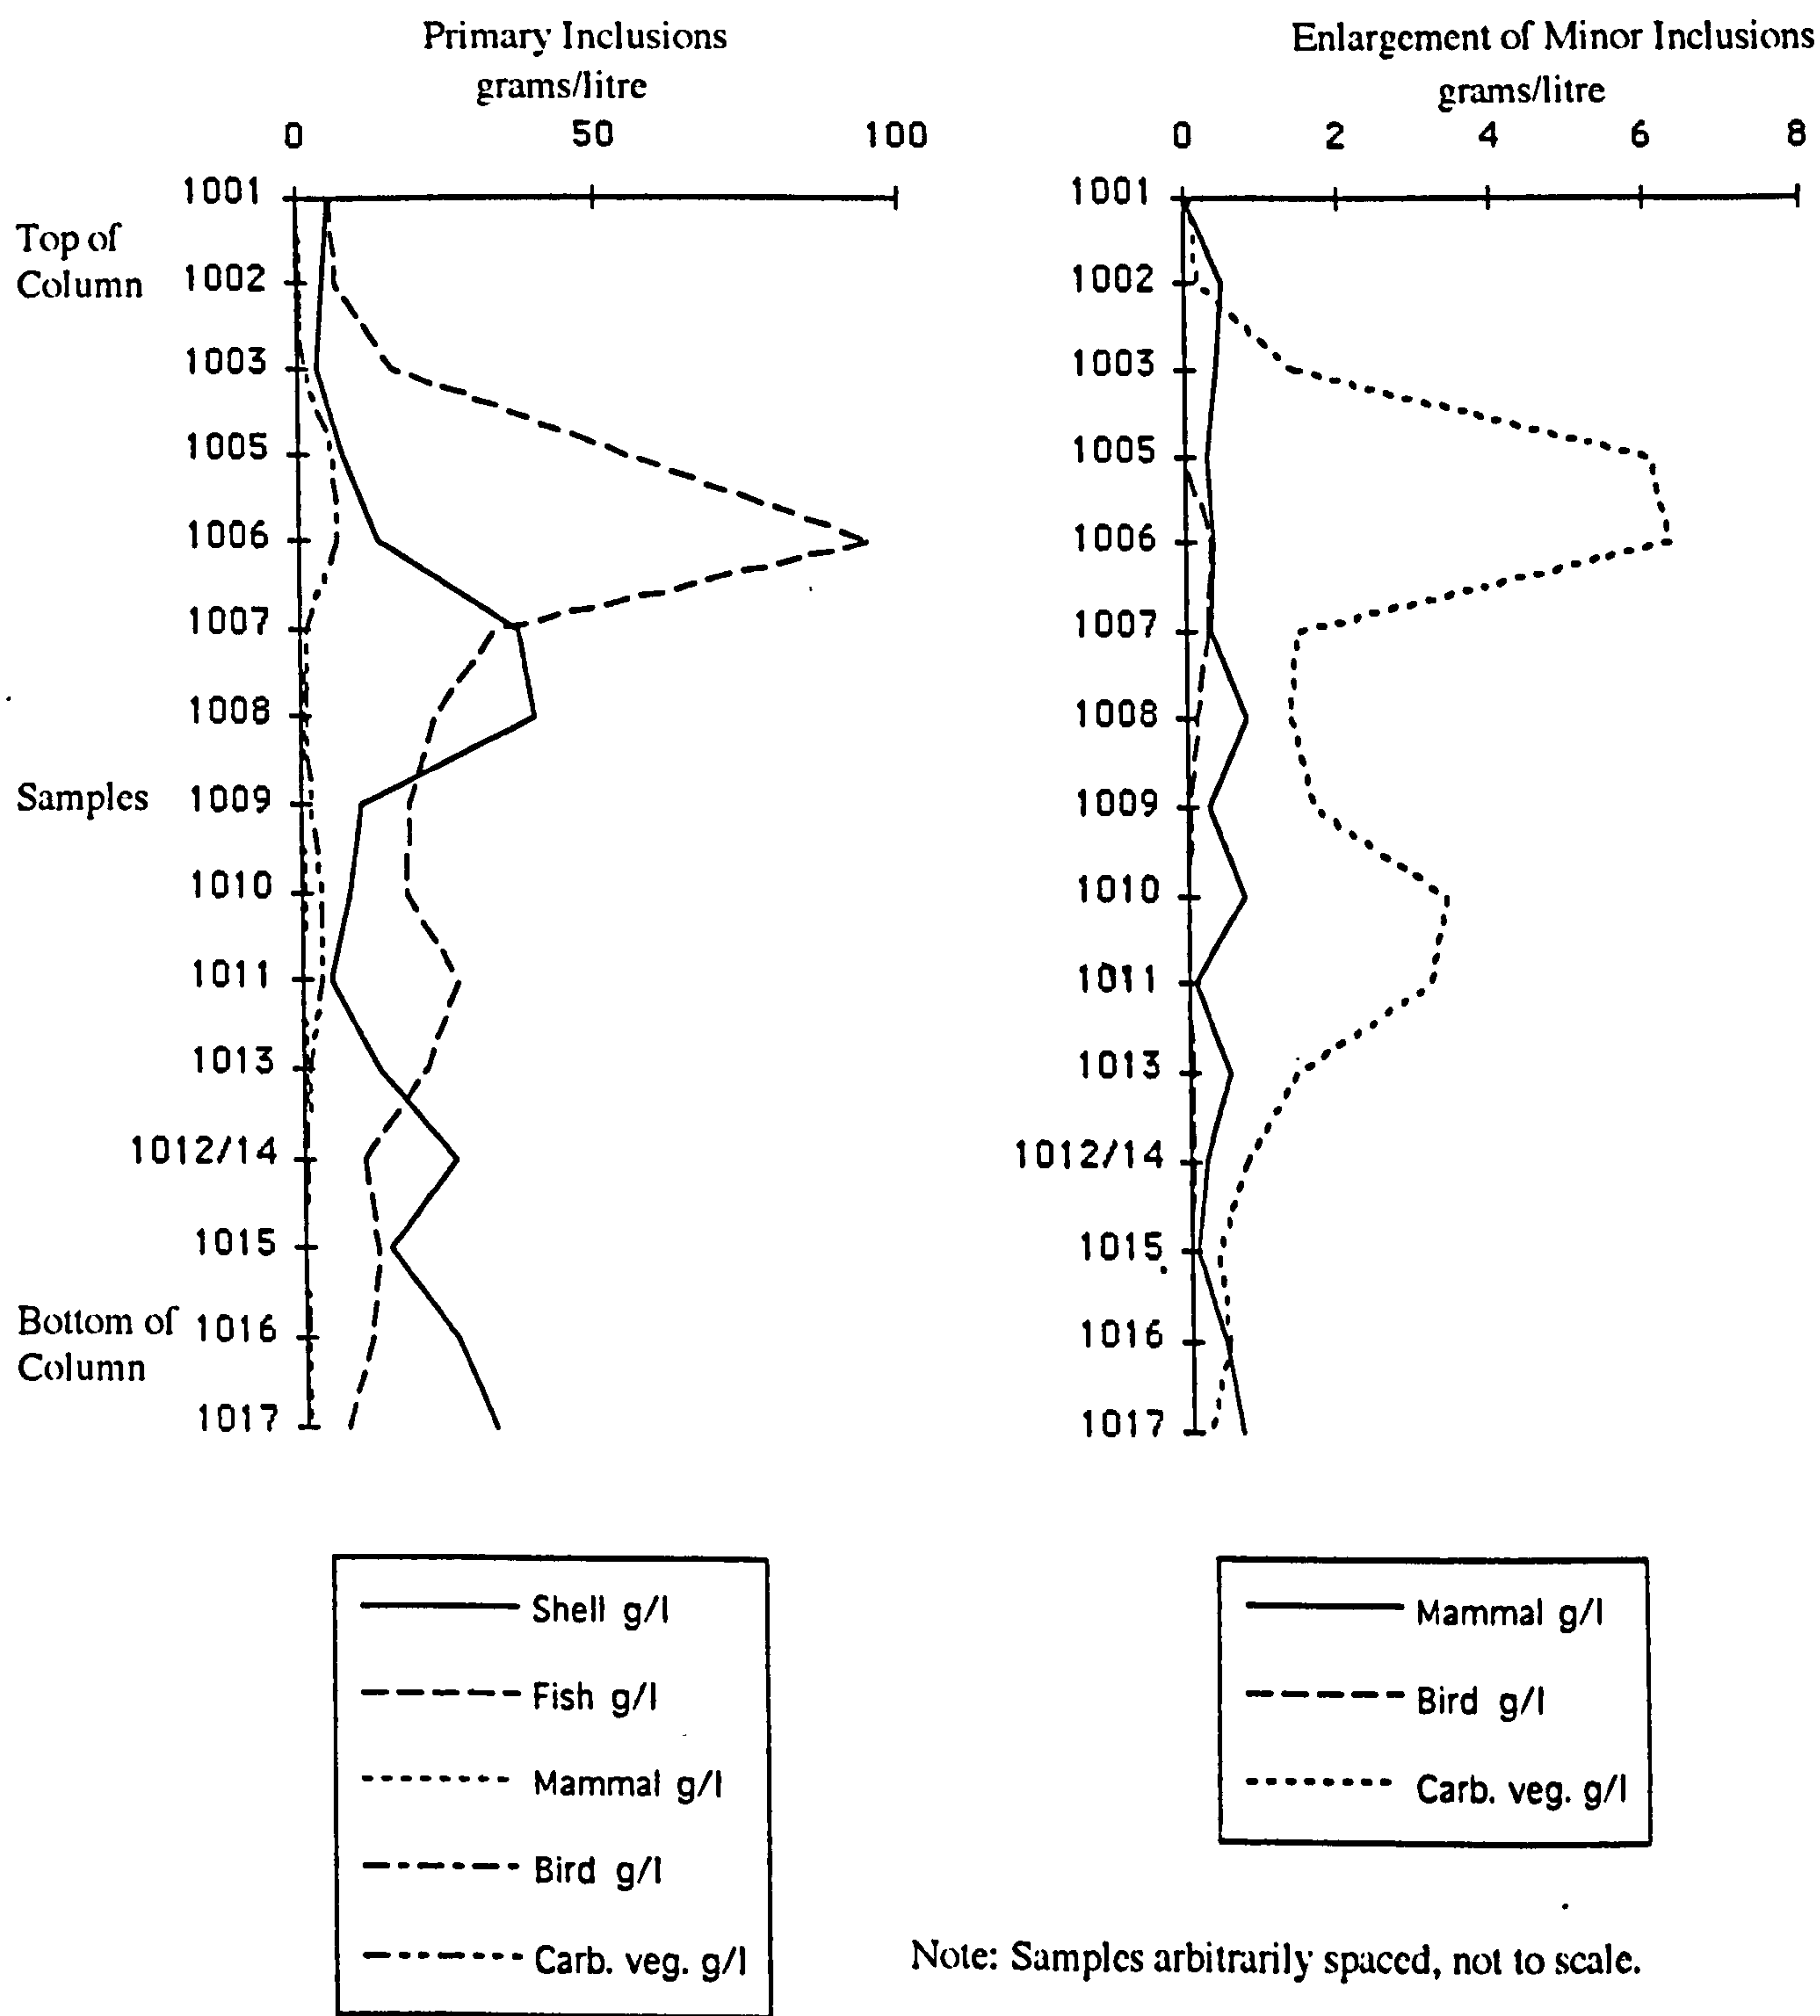 Primary Inclusions
grams/litre
0 50 100
1001
Top of
Column
1002
1003
1005
1006
1007
1008
Samples
1009
1010
1011
1013
1012/14
1015
Bottom of
Column
1016
1017
Shell g/l
Fish g/l
Mammal g/l
Bird g/l
Carb. veg. g/l
Enlargement of Minor Inclusions
grams/litre
0 2 4 6 8
1001
1002
1003
1005
1006
1007
1008
1009
1010
1011
1013
1012/14
1015
1016
1017
Mammal g/l
Bird g/l
Carb. veg. g/l
Note: Samples arbitrarily spaced, not to scale.